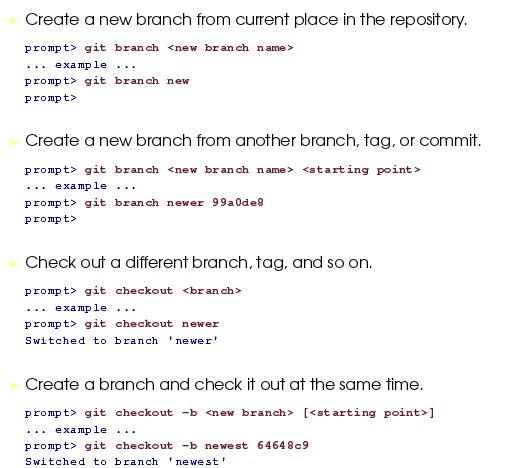 Create a new branch from current place in the repository.
prompt> git branch <new branch name>
... example ...
prompt> git branch new
prompt>
Create a new branch from another branch, tag, or commit.
prompt> git branch <new branch name> <starting point>
... example ...
prompt> git branch newer 99a0de8
prompt>
Check out a different branch, tag, and so on.
prompt> git checkout <branch>
... example ...
prompt> git checkout newer
Switched to branch 'newer'
Create a branch and check it out at the same time.
prompt> git checkout -b <new branch> [<starting point>]
... example ...
prompt> git checkout -b newest 64648c9
Switched to branch 'newest'